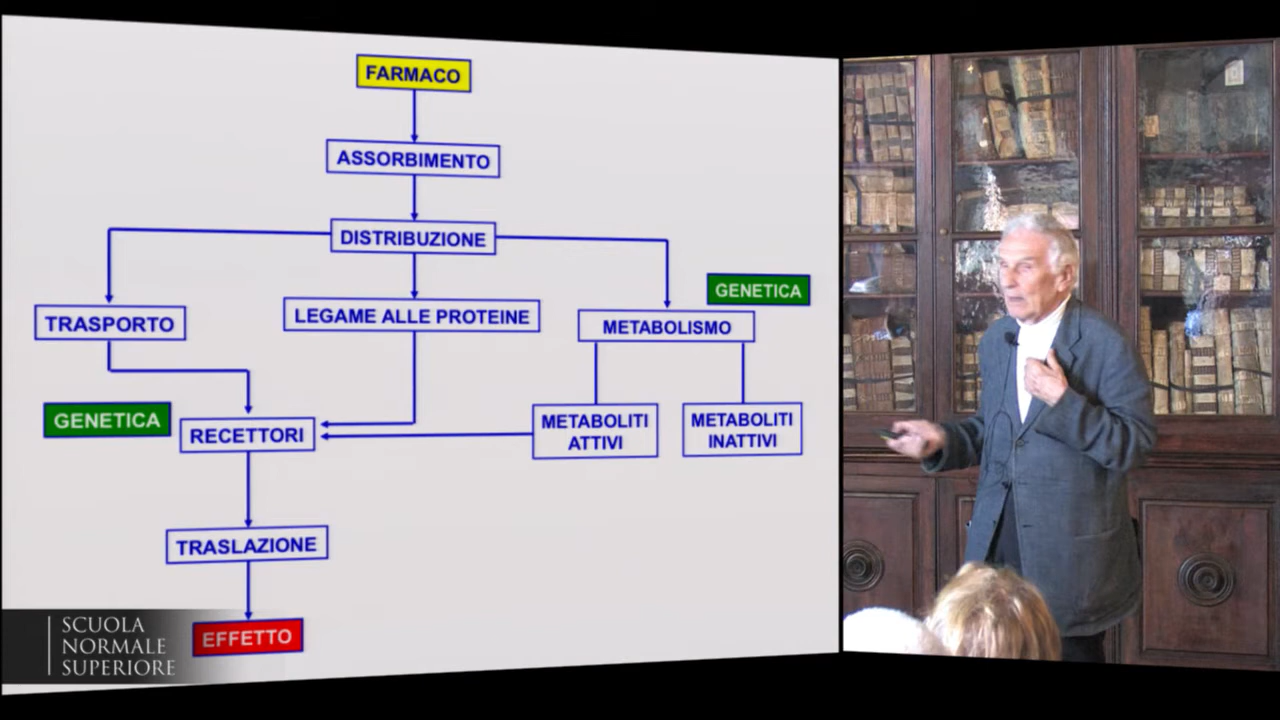 FARMACO
ASSORBIMENTO
DISTRIBUZIONE
GENETICA
TRASPORTO
LEGAME ALLE PROTEINE
METABOLISMO
GENETICA
RECETTORI
METABOLITI
ATTIVI
METABOLITI
INATTIVI
TRASLAZIONE
EFFETTO
SCUOLA
NORMALE
SUPERIORE